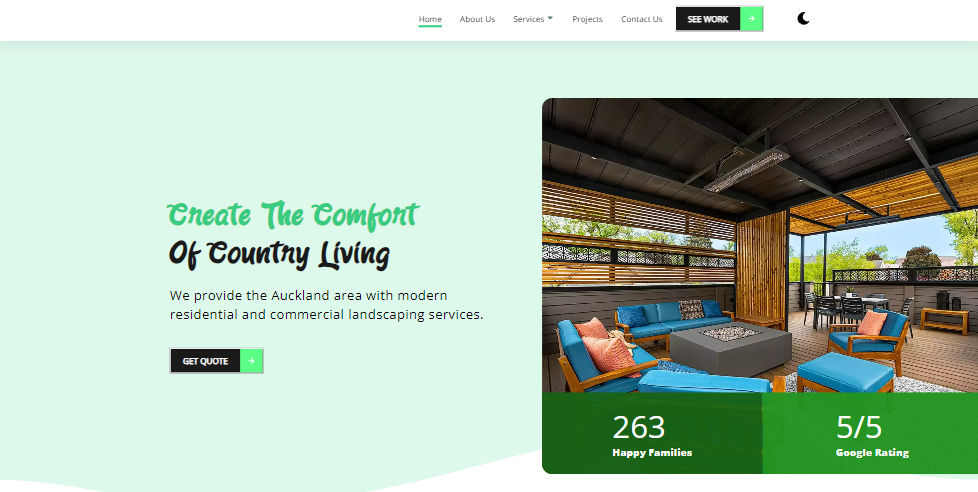 Home About Us Services Projects Contact Us SEE WORK
Create The Comfort
Of Country Living
We provide the Auckland area with modern
residential and commercial landscaping services.
GET QUOTE
263 5/5
Happy Families Google Rating